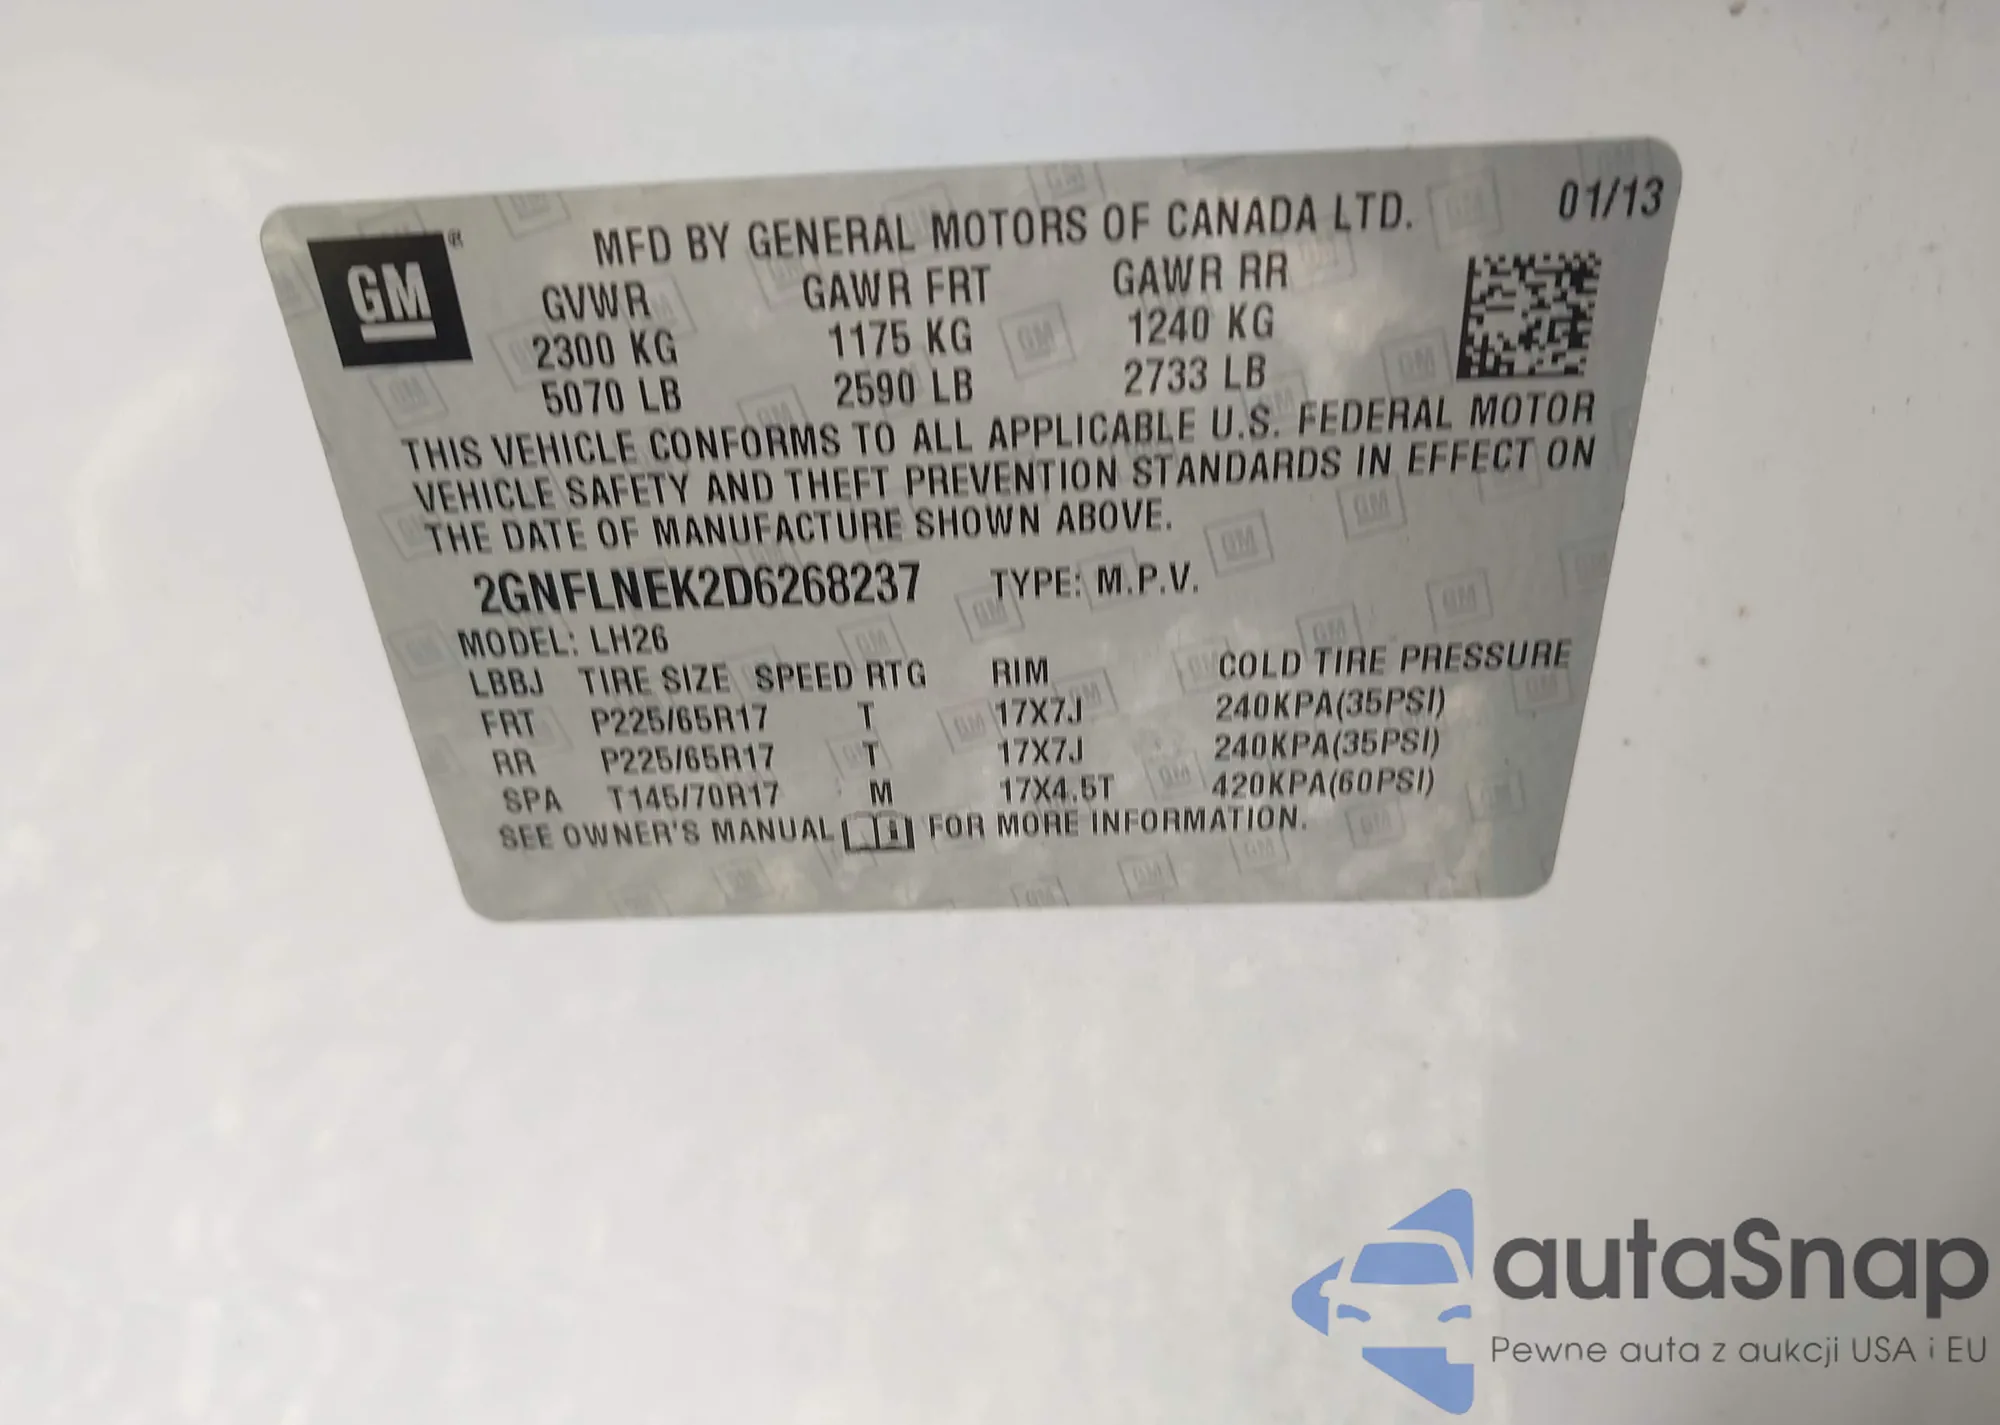 GM®
MFD BY GENERAL MOTORS OF CANADA LTD. 01/13
GVWR GAWR FRT GAWR RR
2300 KG 1175 KG 1240 KG
5070 LB 2590 LB 2733 LB
THIS VEHICLE CONFORMS TO ALL APPLICABLE U.S. FEDERAL MOTOR
VEHICLE SAFETY AND THEFT PREVENTION STANDARDS IN EFFECT ON
THE DATE OF MANUFACTURE SHOWN ABOVE.
2GNFLNEK2D6268237 TYPE: M.P.V.
MODEL: LH26
LBBJ TIRE SIZE SPEED RTG RIM COLD TIRE PRESSURE
FRT P225/65R17 T 17X7J 240KPA(35PSI)
RR P225/65R17 T 17X7J 240KPA(35PSI)
SPA T145/70R17 M 17X4.5T 420KPA(60PSI)
SEE OWNER'S MANUAL FOR MORE INFORMATION.
autaSnap
Pewne auta z aukcji USA i EU